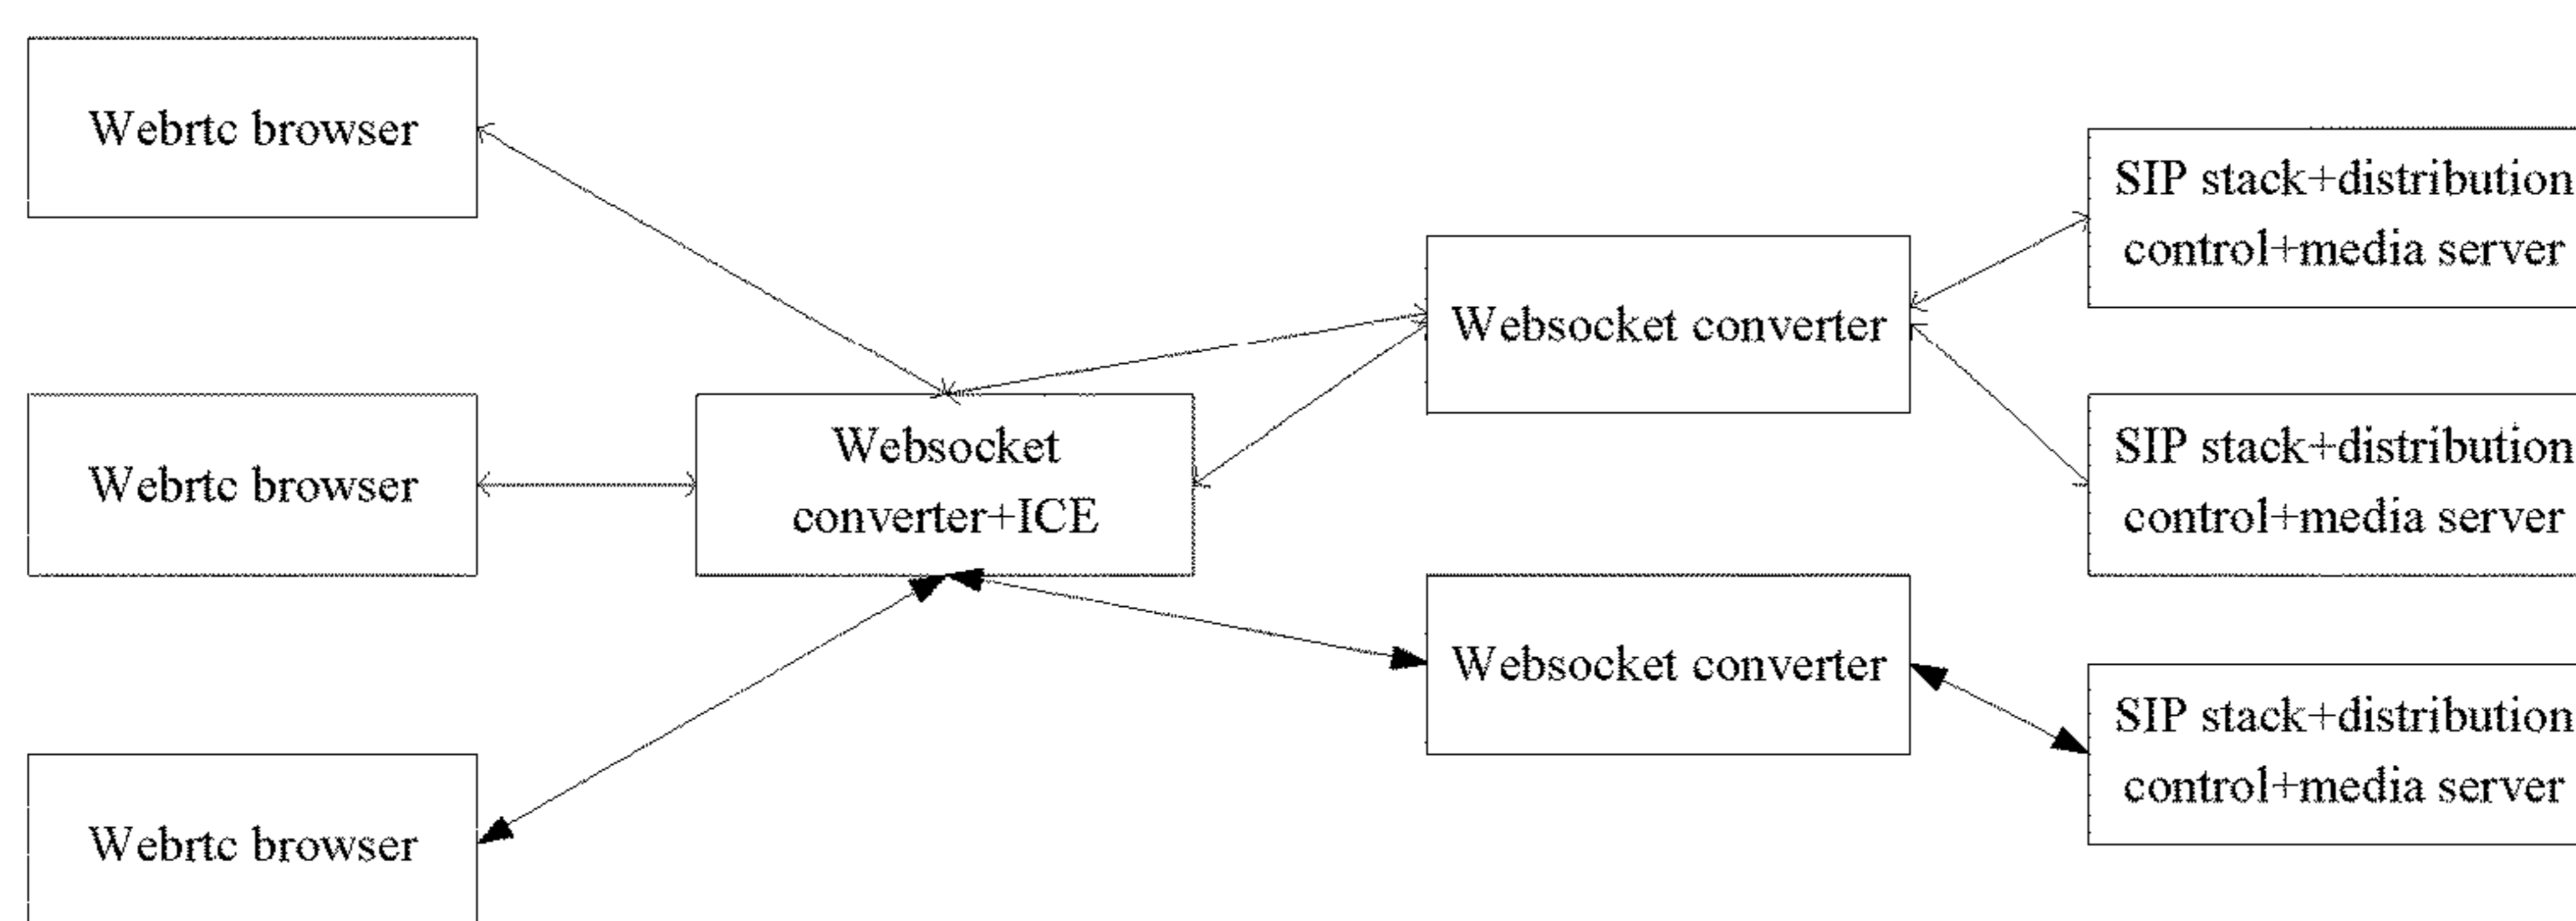 Webrtc browser
SIP stack+distribution
control+media server
Websocket converter
Webrtc browser
Websocket
converter+ICE
SIP stack+distribution
control+media server
Websocket converter
SIP stack+distribution
control+media server
Webrtc browser